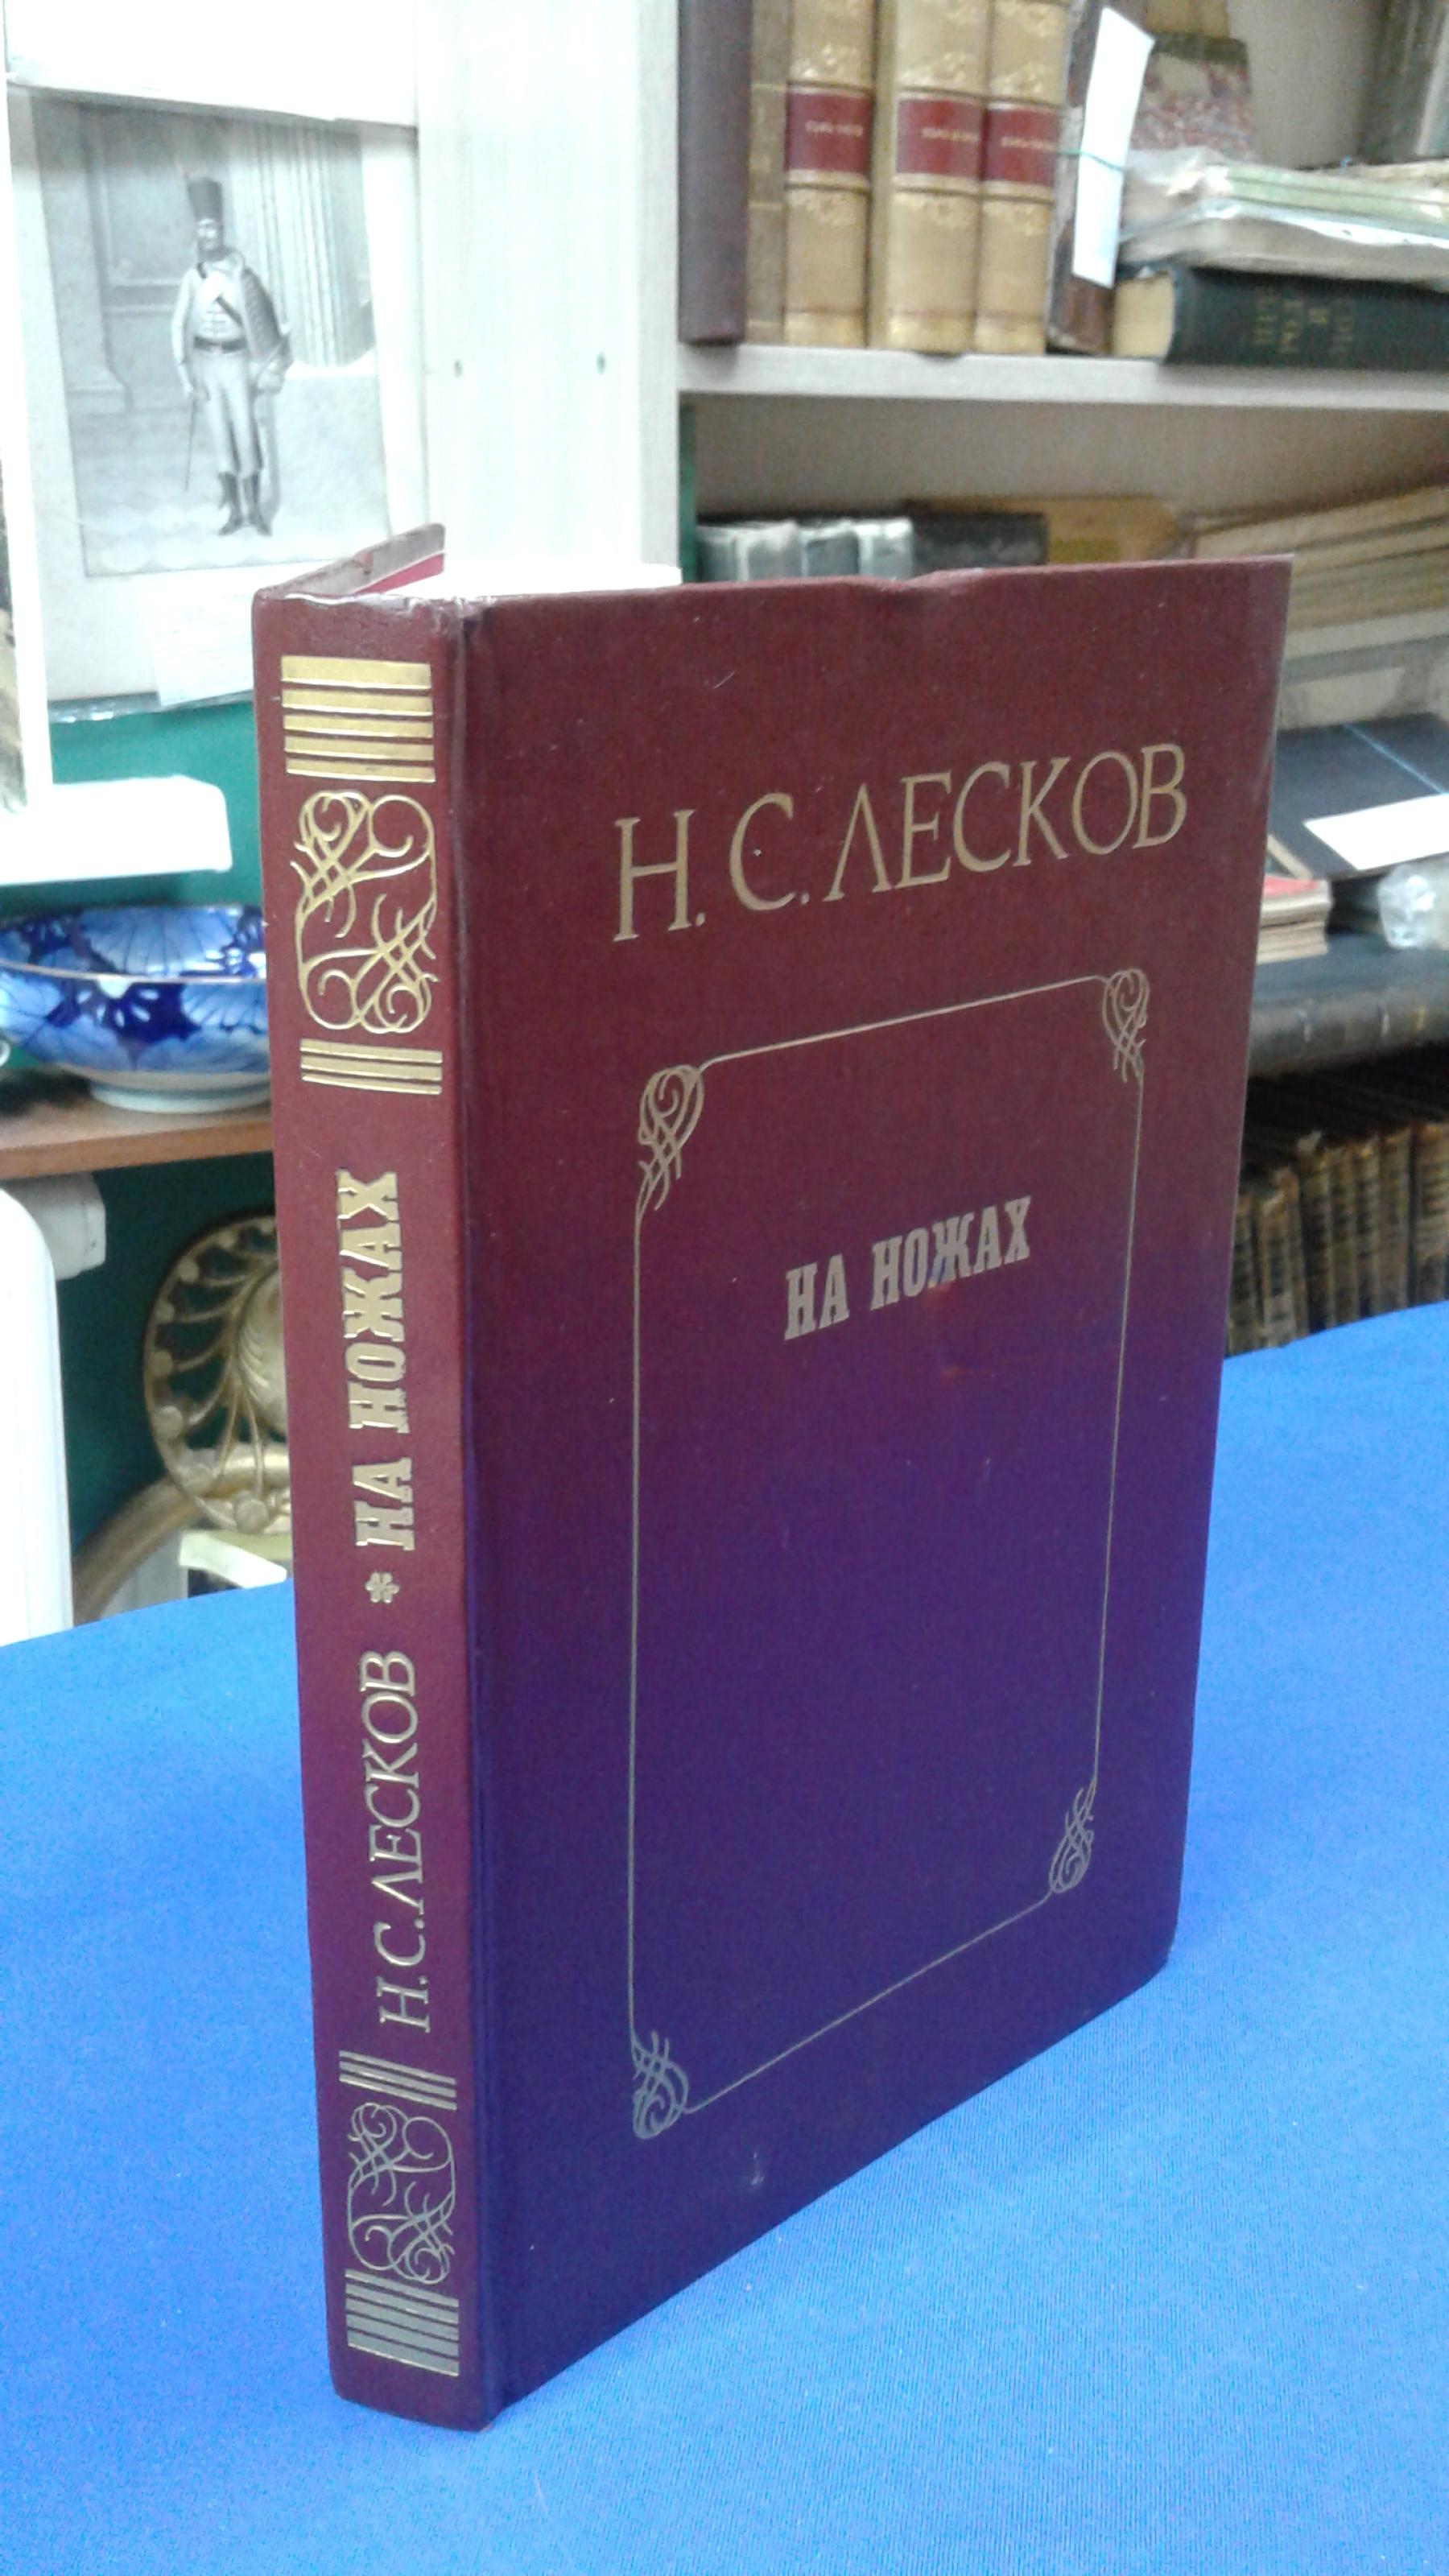 Н. С. ЛЕСКОВ
НА НОЖАХ
Н. С. ЛЕСКОВ * НА НОЖАХ